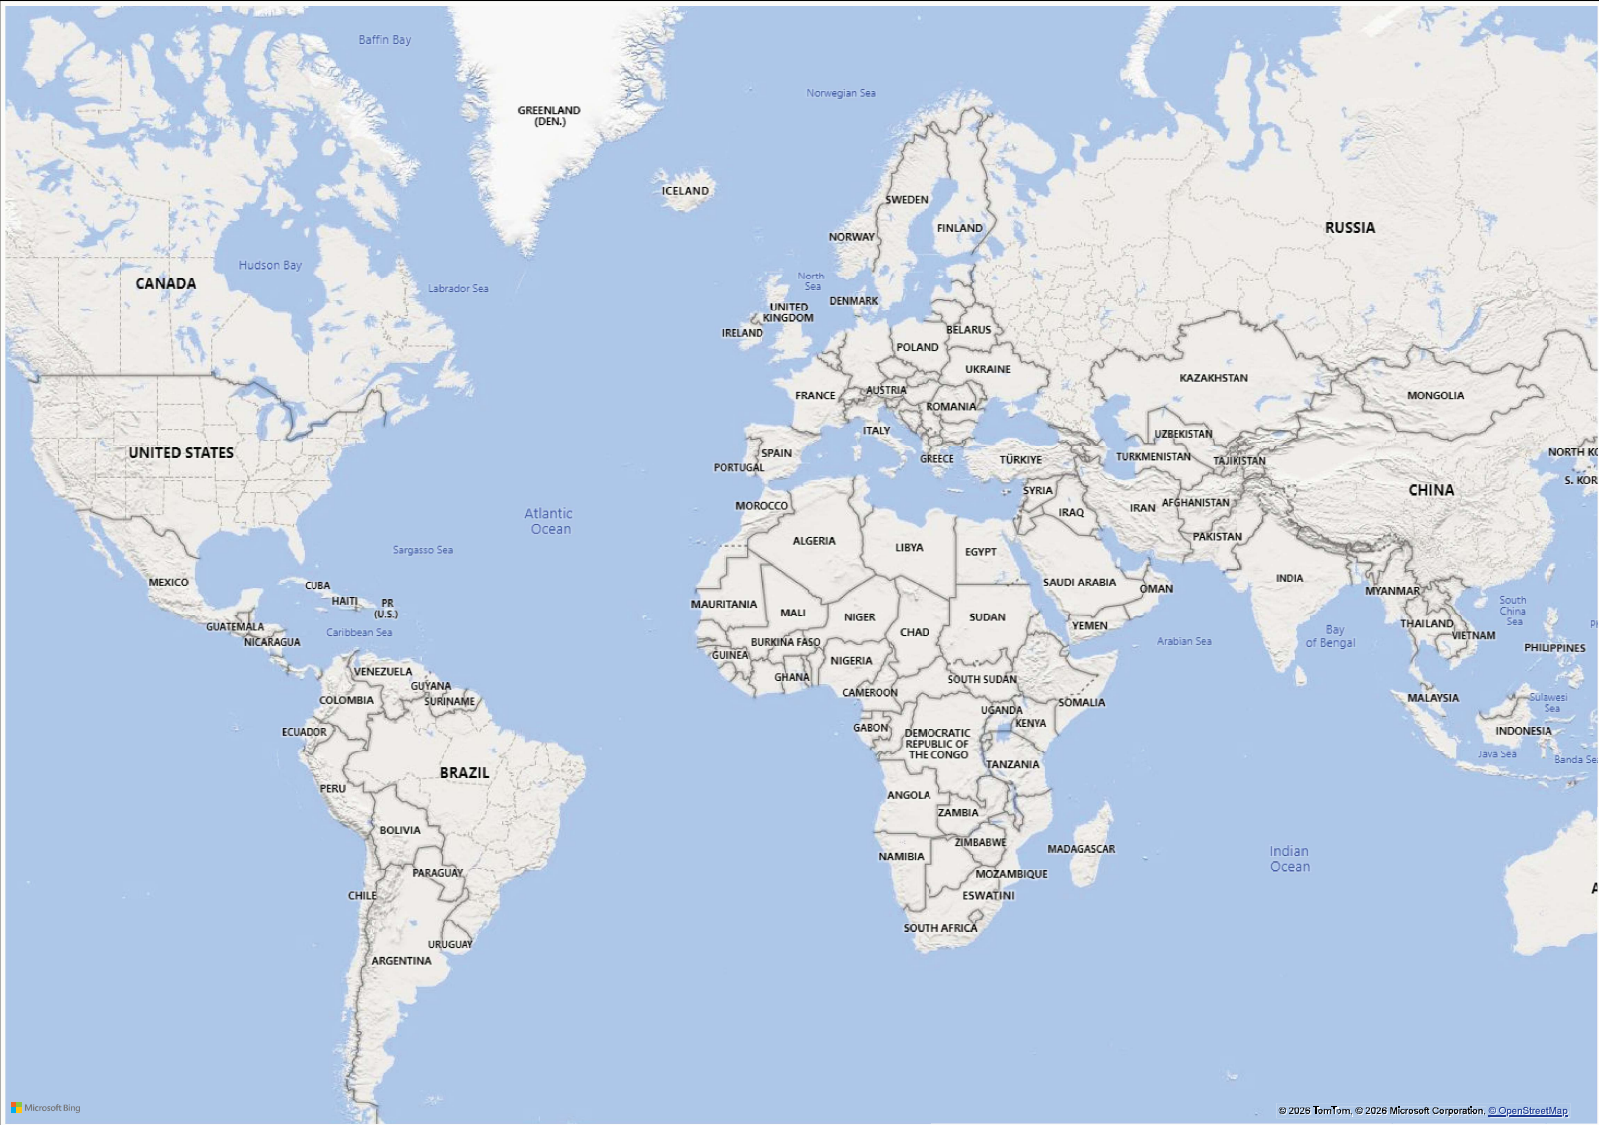 Baffin Bay
Norwegian Sea
GREENLAND
(DEN.)
ICELAND
SWEDEN
FINLAND
NORWAY
RUSSIA
Hudson Bay
CANADA
Labrador Sea
North
Sea
DENMARK
UNITED
KINGDOM
IRELAND
BELARUS
POLAND
UKRAINE
KAZAKHSTAN
FRANCE
AUSTRIA
MONGOLIA
ROMANIA
ITALY
UZBEKISTAN
UNITED STATES
SPAIN
GREECE
TÜRKIYE
TURKMENISTAN
TAJIKISTAN
NORTH KO
PORTUGAL
S. KOR
SYRIA
CHINA
MOROCCO
IRAQ
IRAN
AFGHANISTAN
Atlantic
Ocean
PAKISTAN
ALGERIA
LIBYA
EGYPT
Sargasso Sea
MEXICO
CUBA
HAITI
PR
(U.S.)
SAUDI ARABIA
OMAN
INDIA
MYANMAR
MAURITANIA
MALI
NIGER
SUDAN
CHAD
YEMEN
THAILAND
South
China
Sea
VIETNAM
GUATEMALA
NICARAGUA
Caribbean Sea
BURKINA FASO
Arabian Sea
Bay
of Bengal
PHILIPPINES
GUINEA
NIGERIA
GHANA
SOUTH SUDAN
CAMEROON
VENEZUELA
GUYANA
SURINAME
COLOMBIA
UGANDA
SOMALIA
KENYA
MALAYSIA
Sulawesi
Sea
ECUADOR
GABON
DEMOCRATIC
REPUBLIC OF
THE CONGO
INDONESIA
Java Sea
Banda Se
TANZANIA
BRAZIL
PERU
ANGOLA
ZAMBIA
BOLIVIA
ZIMBABWE
MADAGASCAR
NAMIBIA
Indian
Ocean
PARAGUAY
MOZAMBIQUE
CHILE
ESWATINI
A
SOUTH AFRICA
URUGUAY
ARGENTINA
Microsoft Bing
© 2026 TomTom, © 2026 Microsoft Corporation, © OpenStreetMap